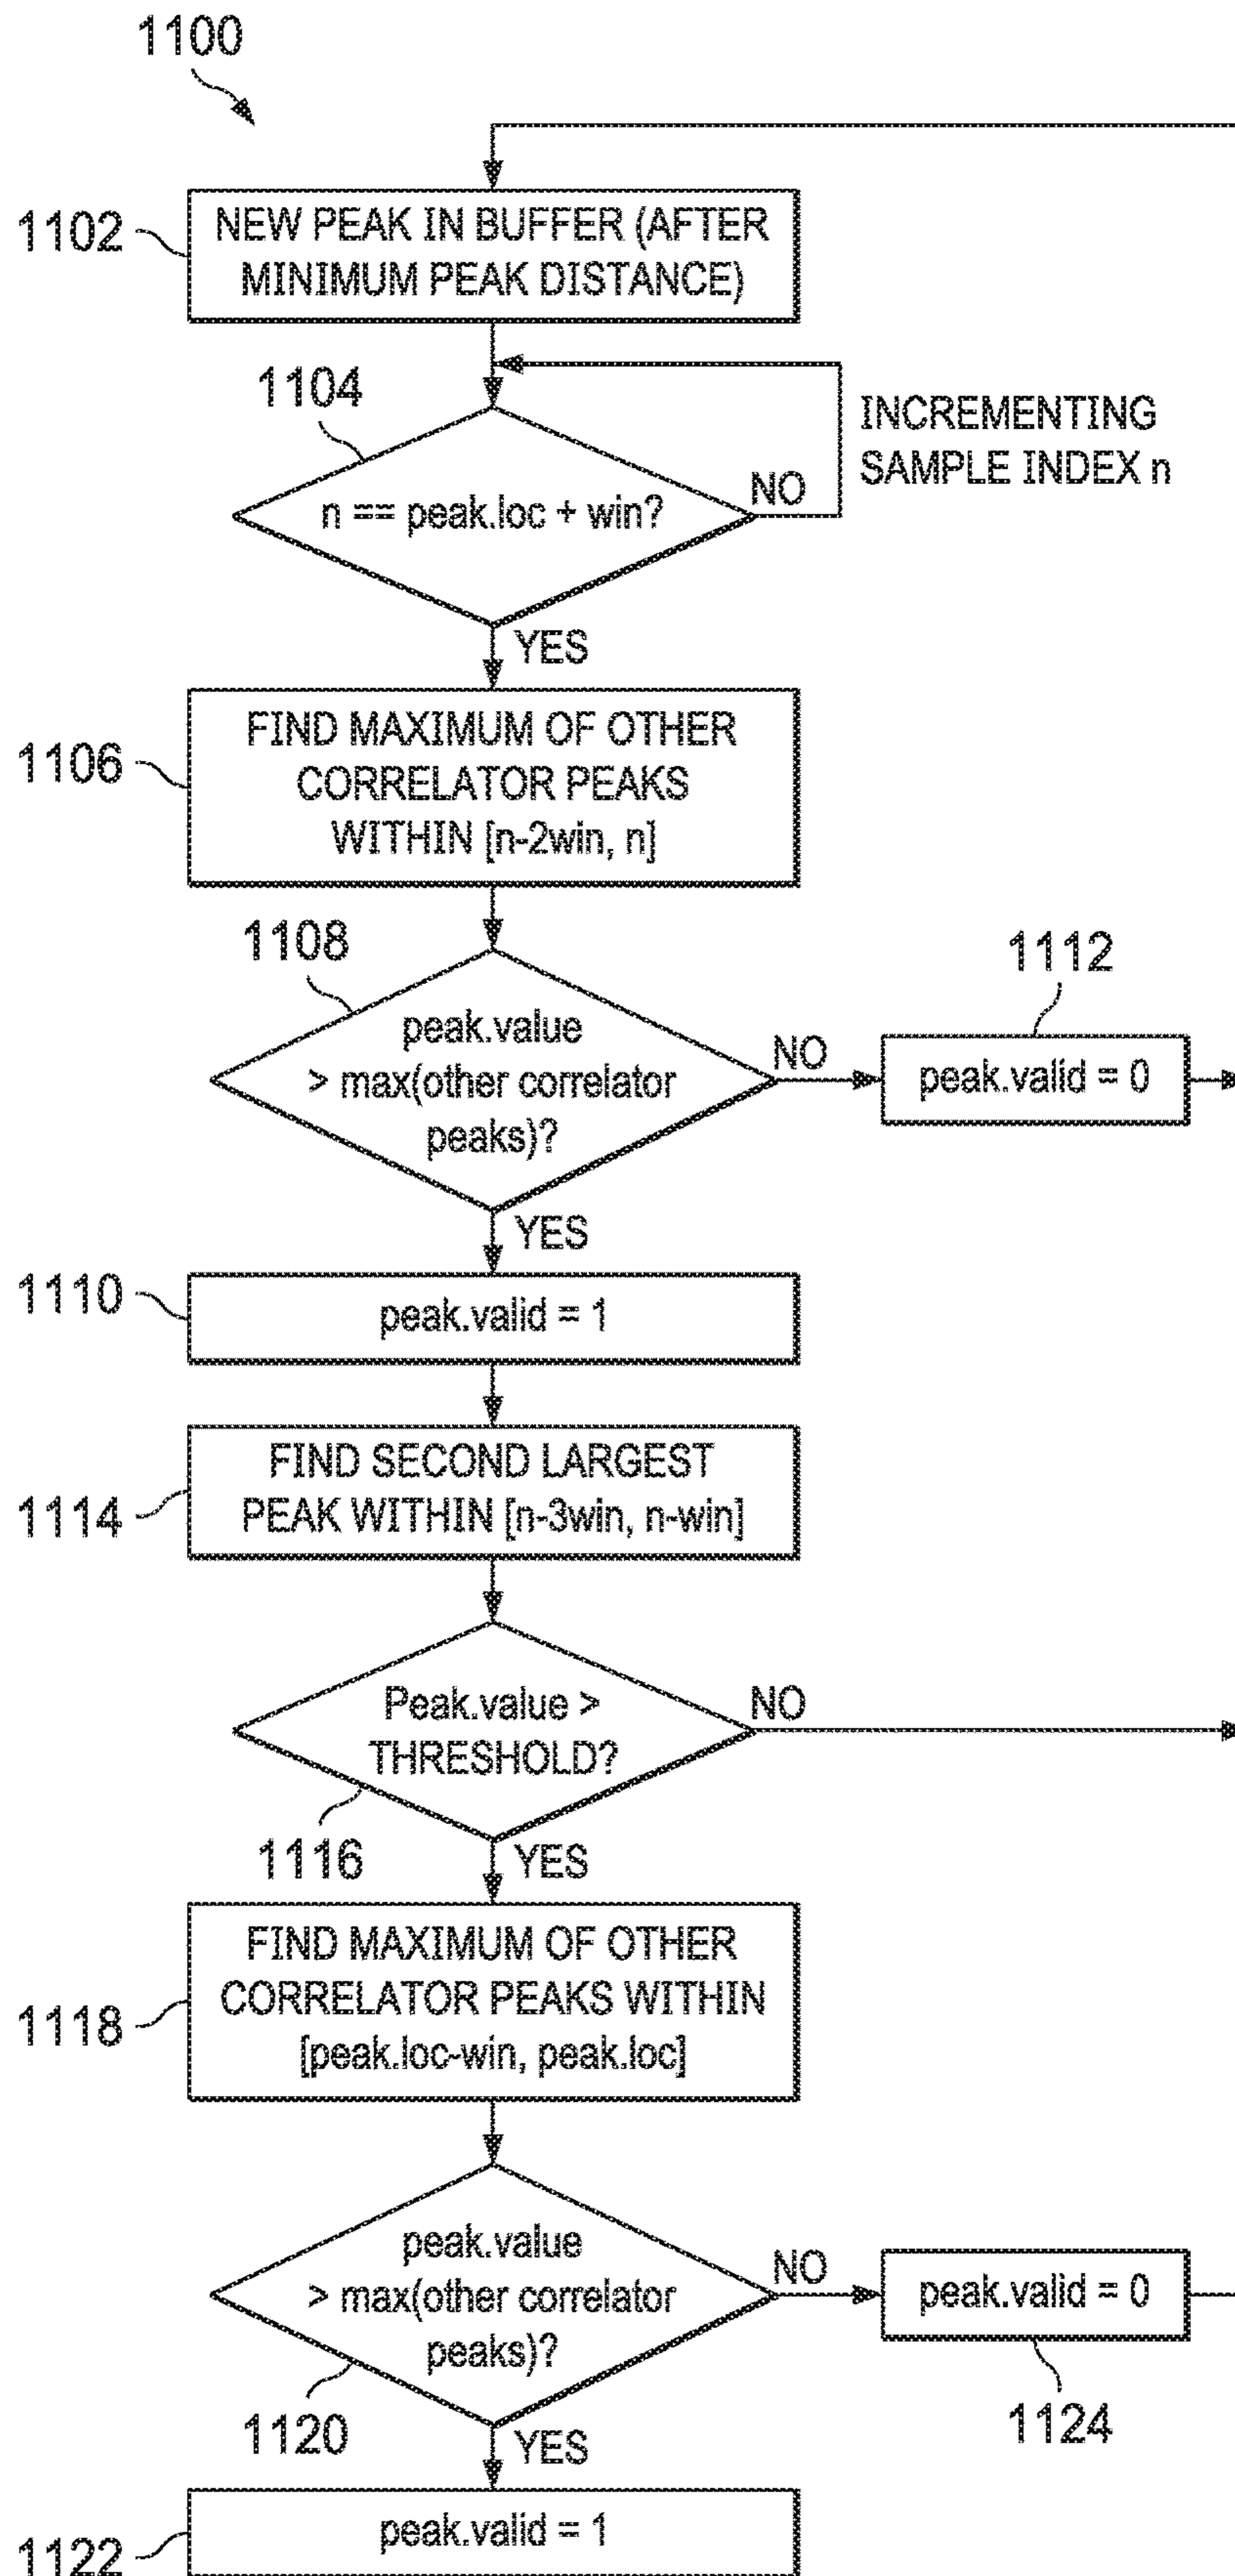 1100
1102
NEW PEAK IN BUFFER (AFTER
MINIMUM PEAK DISTANCE)
1104
n == peak.loc + win?
NO
INCREMENTING
SAMPLE INDEX n
YES
1106
FIND MAXIMUM OF OTHER
CORRELATOR PEAKS
WITHIN [n-2win, n]
1108
peak.value
> max(other correlator
peaks)?
NO
1112
peak.valid = 0
YES
1110
peak.valid = 1
1114
FIND SECOND LARGEST
PEAK WITHIN [n-3win, n-win]
Peak.value >
THRESHOLD?
NO
1116
YES
1118
FIND MAXIMUM OF OTHER
CORRELATOR PEAKS WITHIN
[peak.loc-win, peak.loc]
peak.value
> max(other correlator
peaks)?
NO
peak.valid = 0
1120
1124
YES
1122
peak.valid = 1